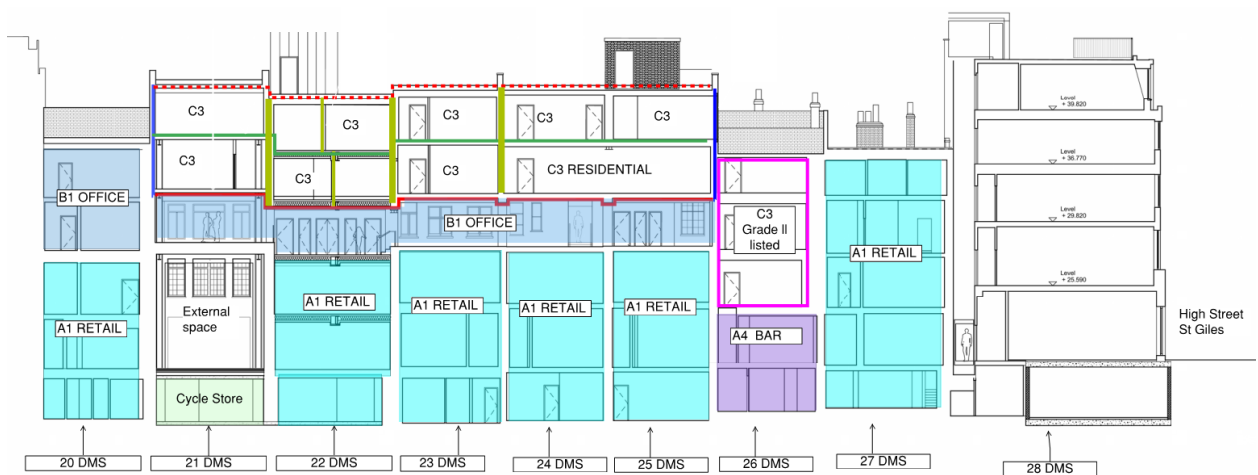 C3
C3
C3
C3
C3
C3
C3
C3
C3
C3 RESIDENTIAL
B1 OFFICE
B1 OFFICE
C3
Grade II
listed
A1 RETAIL
A1 RETAIL
External
space
A1 RETAIL
A1 RETAIL
A1 RETAIL
A1 RETAIL
A4 BAR
Cycle Store
Level
+ 39.820
Level
+ 36.770
Level
+ 29.820
Level
+ 25.590
High Street
St Giles
20 DMS
21 DMS
22 DMS
23 DMS
24 DMS
25 DMS
26 DMS
27 DMS
28 DMS